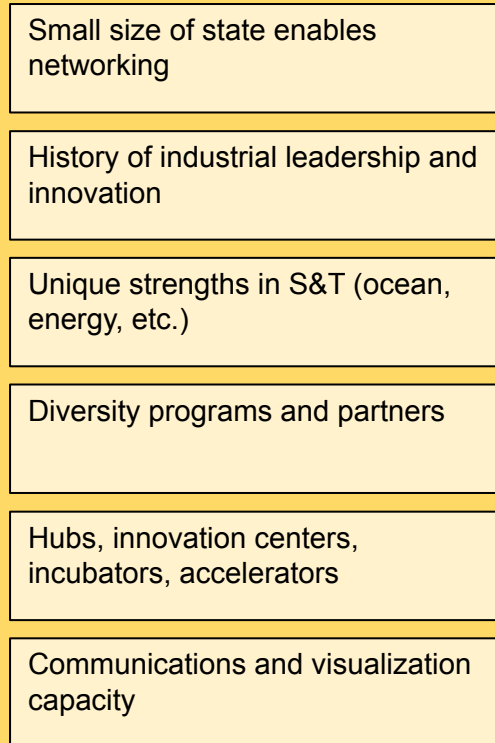 Small size of state enables
networking
History of industrial leadership and
innovation
Unique strengths in S&T (ocean,
energy, etc.)
Diversity programs and partners
Hubs, innovation centers,
incubators, accelerators
Communications and visualization
capacity